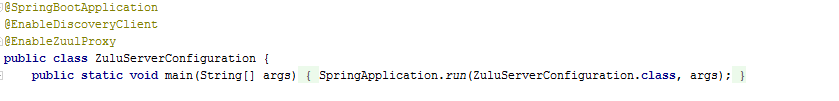 @SpringBootApplication
@EnableDiscoveryClient
@EnableZuulProxy
public class ZuluServerConfiguration {
public static void main(String[] args) { SpringApplication.run(ZuluServerConfiguration.class, args); }